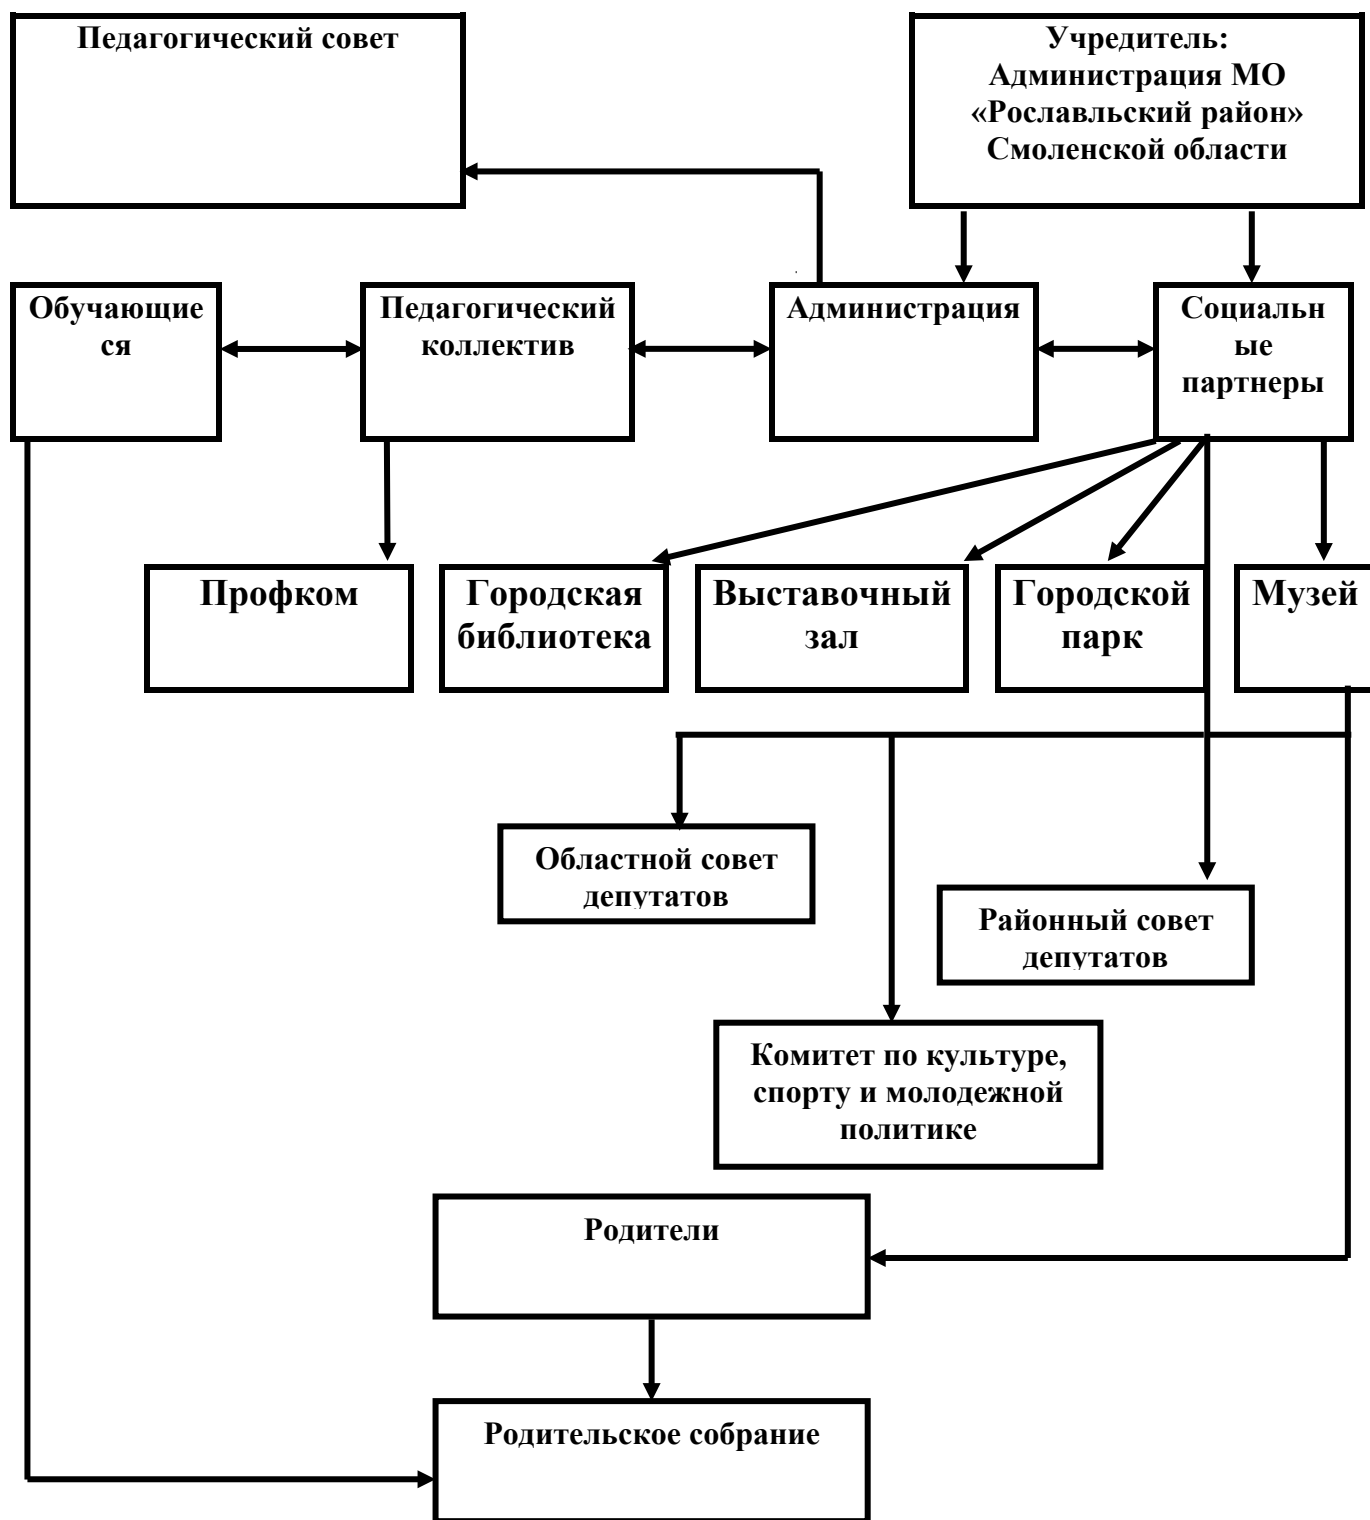 Педагогический совет
Учредитель:
Администрация МО
«Рославльский район»
Смоленской области
Обучающие
ся
Педагогический
коллектив
Администрация
Социальн
ые
партнеры
Профком
Городская
библиотека
Выставочный
зал
Городской
парк
Музей
Областной совет
депутатов
Районный совет
депутатов
Комитет по культуре,
спорту и молодежной
политике
Родители
Родительское собрание